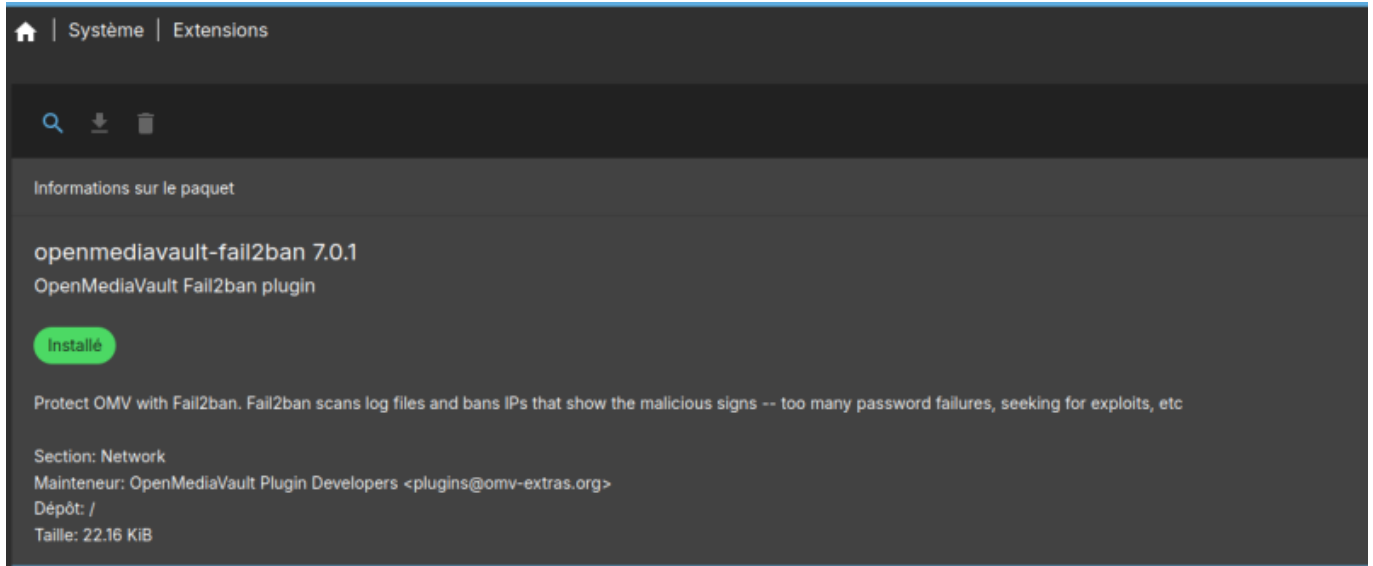 | Système | Extensions
Informations sur le paquet
openmediavault-fail2ban 7.0.1
OpenMediaVault Fail2ban plugin
Installé
Protect OMV with Fail2ban. Fail2ban scans log files and bans IPs that show the malicious signs -- too many password failures, seeking for exploits, etc
Section: Network
Mainteneur: OpenMediaVault Plugin Developers <plugins@omv-extras.org>
Dépôt: /
Taille: 22.16 KiB